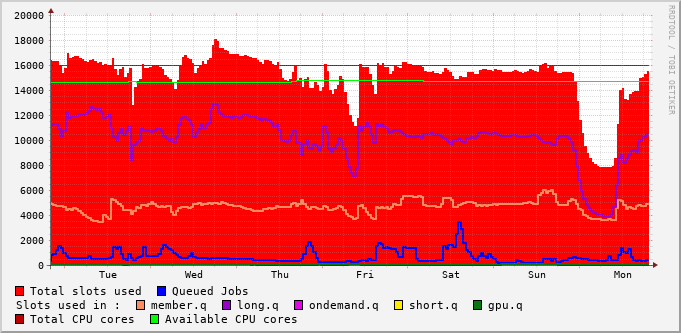 20000
18000
16000
14000
12000
10000
8000
6000
4000
2000
0
Tue Wed Thu Fri Sat Sun Mon
RRDTOOL / TOBI OETIKER
Total slots used Queued Jobs
Slots used in : member.q long.q ondemand.q short.q gpu.q
Total CPU cores Available CPU cores